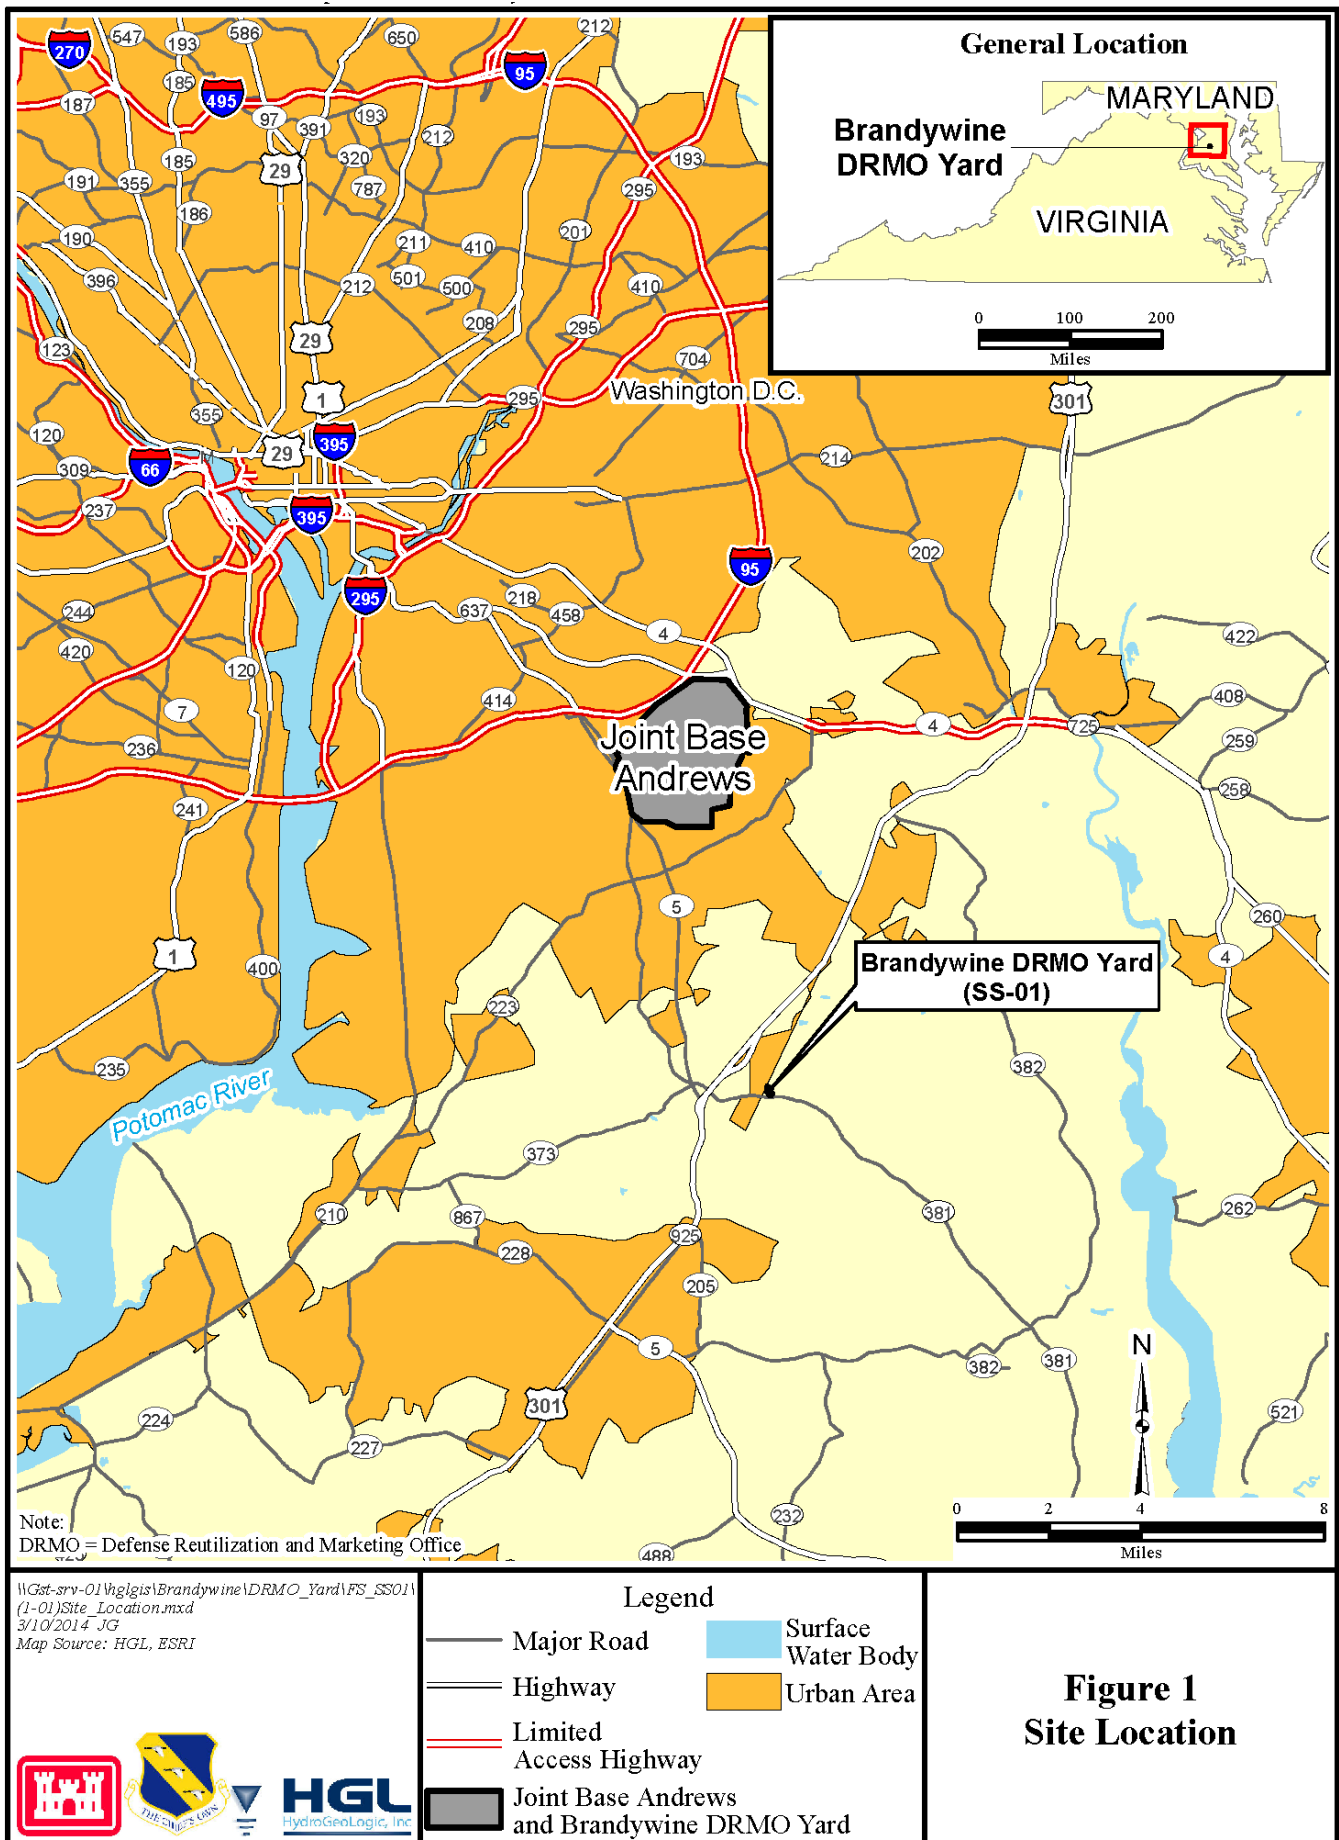 General Location
MARYLAND
Brandywine
DRMO Yard
VIRGINIA
0 100 200
Miles
270
547
193
586
650
212
95
187
185
495
97
391
193
212
29
320
193
185
787
191
355
186
295
190
201
211
410
396
501
500
212
410
208
295
29
123
704
1
295
Washington D.C.
301
355
120
395
29
66
309
214
237
395
202
95
295
218
244
637
458
4
422
420
120
414
408
7
4
725
259
236
Joint Base
Andrews
258
241
5
260
1
4
400
Brandywine DRMO Yard
(SS-01)
223
235
382
Potomac River
373
381
262
210
867
925
228
205
5
382
381
N
301
521
224
227
232
488
0 2 4 8
Miles
Note:
DRMO = Defense Reutilization and Marketing Office
\\Gst-srv-01\hglgis\Brandywine\DRMO_Yard\FS_SS01\
(1-01)Site_Location.mxd
3/10/2014 JG
Map Source: HGL, ESRI
THE CHIEF'S OWN
HGL
HydroGeoLogic, Inc
Legend
Major Road
Highway
Limited
Access Highway
Joint Base Andrews
and Brandywine DRMO Yard
Surface
Water Body
Urban Area
Figure 1
Site Location